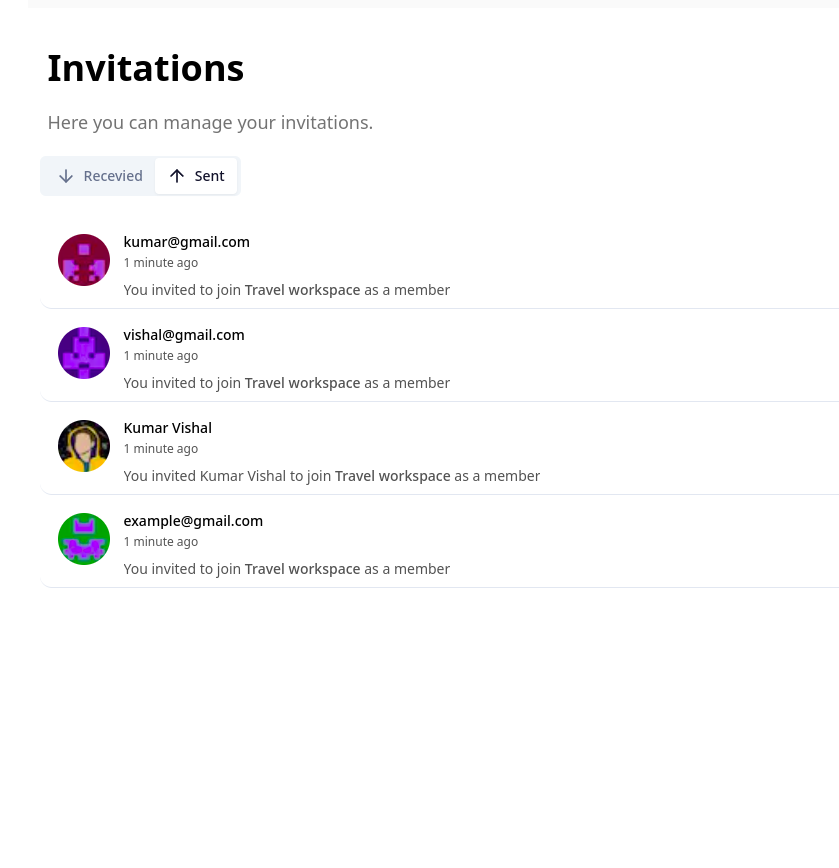 Invitations
Here you can manage your invitations.
Recevied
Sent
kumar@gmail.com
1 minute ago
You invited to join Travel workspace as a member
vishal@gmail.com
1 minute ago
You invited to join Travel workspace as a member
Kumar Vishal
1 minute ago
You invited Kumar Vishal to join Travel workspace as a member
example@gmail.com
1 minute ago
You invited to join Travel workspace as a member